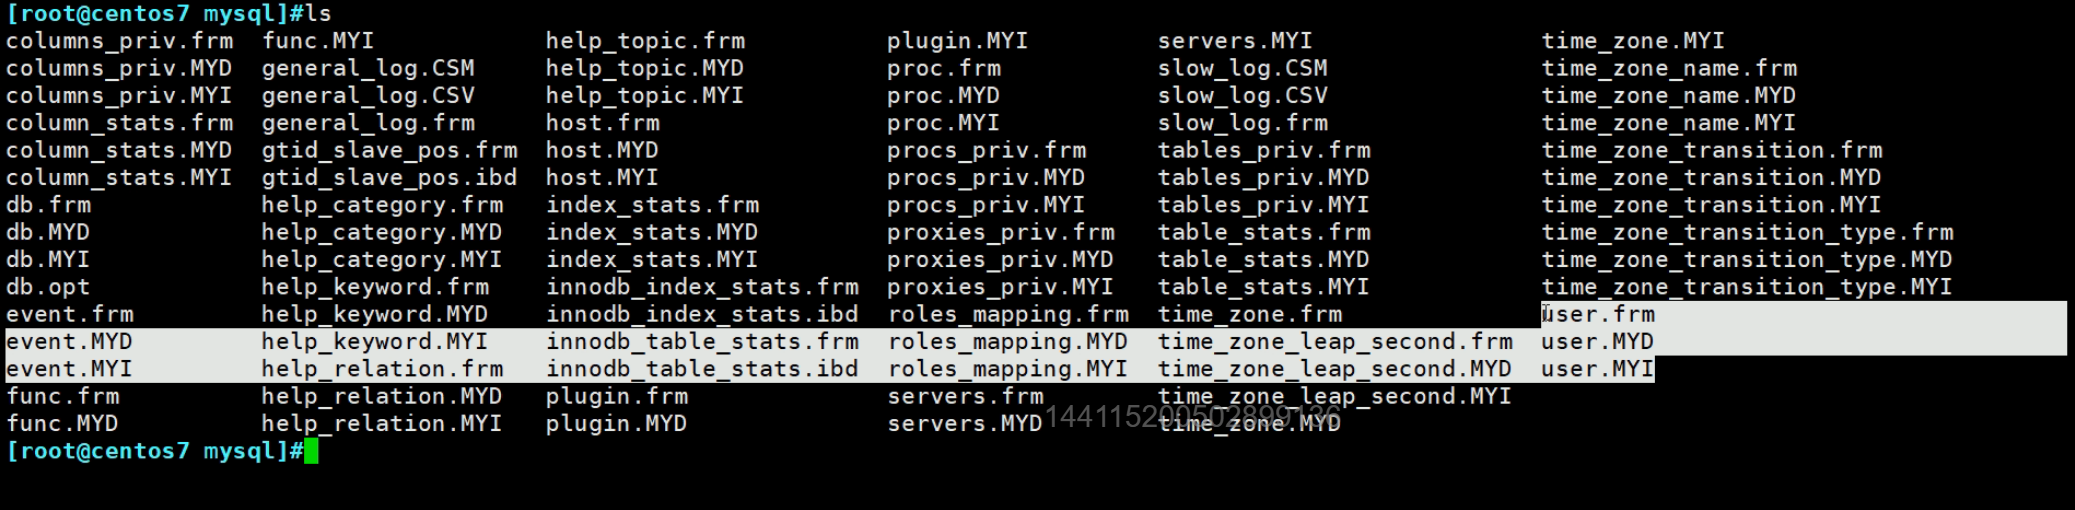 [root@centos7 mysql]#ls
columns_priv.frm  func.MYI            help_topic.frm           plugin.MYI         servers.MYI                time_zone.MYI
columns_priv.MYD  general_log.CSM     help_topic.MYD           proc.frm           slow_log.CSM               time_zone_name.frm
columns_priv.MYI  general_log.CSV     help_topic.MYI           proc.MYD           slow_log.CSV               time_zone_name.MYD
column_stats.frm  general_log.frm     host.frm                 proc.MYI           slow_log.frm               time_zone_name.MYI
column_stats.MYD  gtid_slave_pos.frm  host.MYD                 procs_priv.frm     tables_priv.frm            time_zone_transition.frm
column_stats.MYI  gtid_slave_pos.ibd  host.MYI                 procs_priv.MYD     tables_priv.MYD            time_zone_transition.MYD
db.frm            help_category.frm   index_stats.frm          procs_priv.MYI     tables_priv.MYI            time_zone_transition.MYI
db.MYD            help_category.MYD   index_stats.MYD          proxies_priv.frm   table_stats.frm            time_zone_transition_type.frm
db.MYI            help_category.MYI   index_stats.MYI          proxies_priv.MYD   table_stats.MYD            time_zone_transition_type.MYD
db.opt            help_keyword.frm    innodb_index_stats.frm   proxies_priv.MYI   table_stats.MYI            time_zone_transition_type.MYI
event.frm         help_keyword.MYD    innodb_index_stats.ibd   roles_mapping.frm  time_zone.frm              user.frm
event.MYD         help_keyword.MYI    innodb_table_stats.frm   roles_mapping.MYD  time_zone_leap_second.frm  user.MYD
event.MYI         help_relation.frm   innodb_table_stats.ibd   roles_mapping.MYI  time_zone_leap_second.MYD  user.MYI
func.frm          help_relation.MYD   plugin.frm               servers.frm        time_zone_leap_second.MYI
func.MYD          help_relation.MYI   plugin.MYD               servers.MYD        time_zone.MYD
144115200502899136
[root@centos7 mysql]#